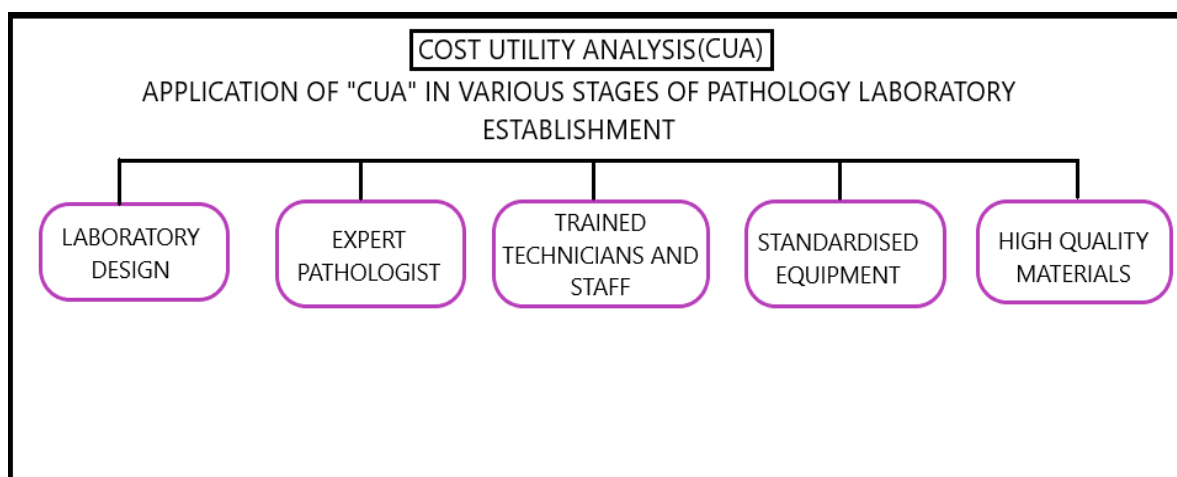 COST UTILITY ANALYSIS(CUA)
APPLICATION OF "CUA" IN VARIOUS STAGES OF PATHOLOGY LABORATORY
ESTABLISHMENT
LABORATORY
DESIGN
EXPERT
PATHOLOGIST
TRAINED
TECHNICIANS AND
STAFF
STANDARDISED
EQUIPMENT
HIGH QUALITY
MATERIALS